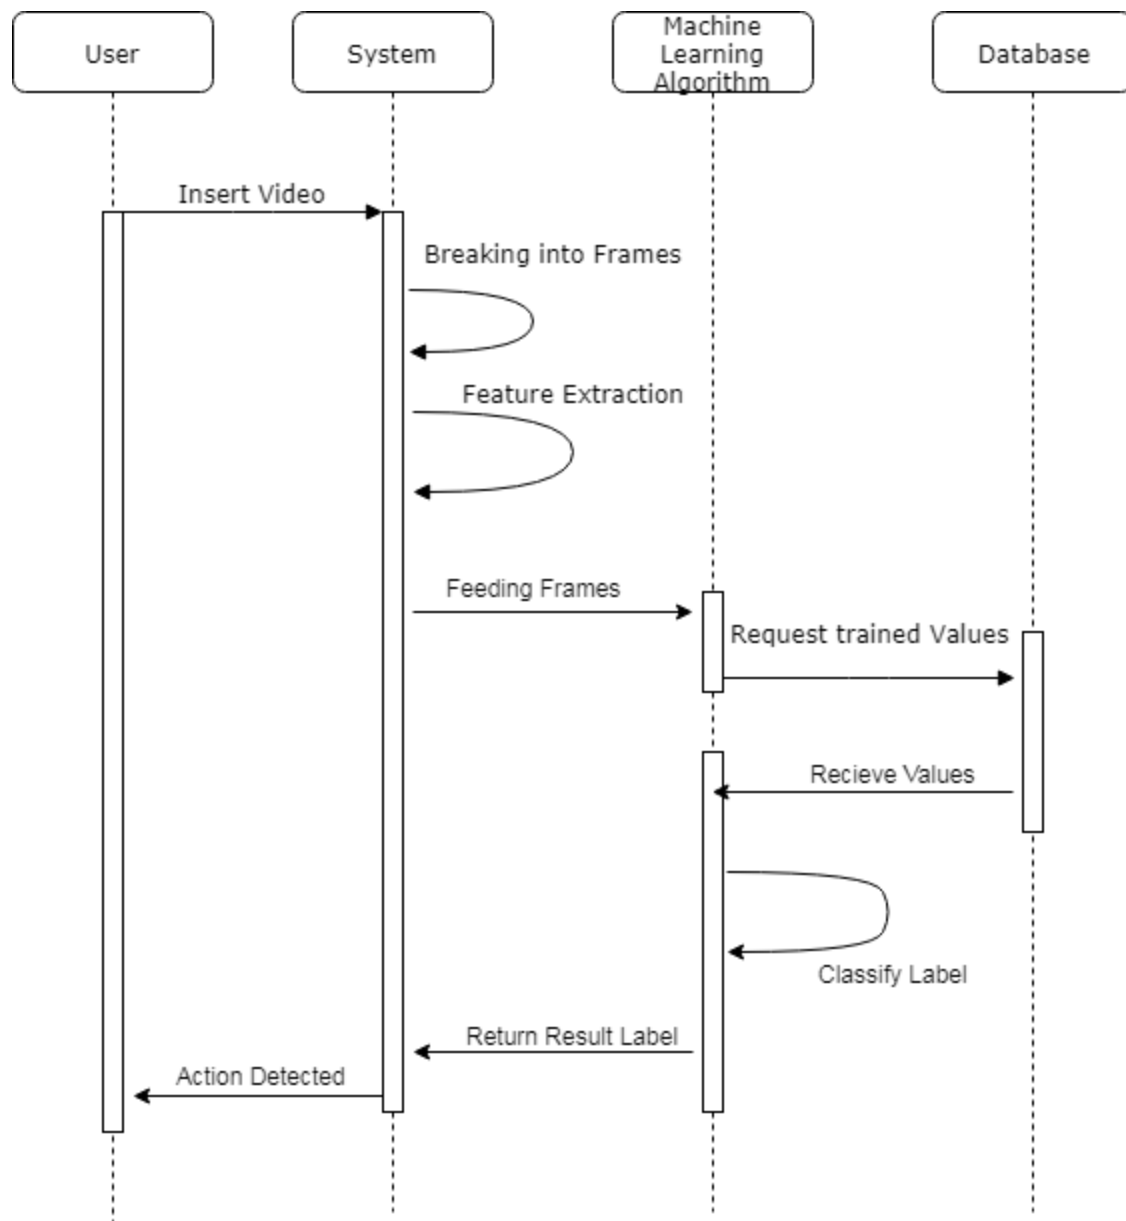 User
System
Machine
Learning
Algorithm
Database
Insert Video
Breaking into Frames
Feature Extraction
Feeding Frames
Request trained Values
Recieve Values
Classify Label
Return Result Label
Action Detected